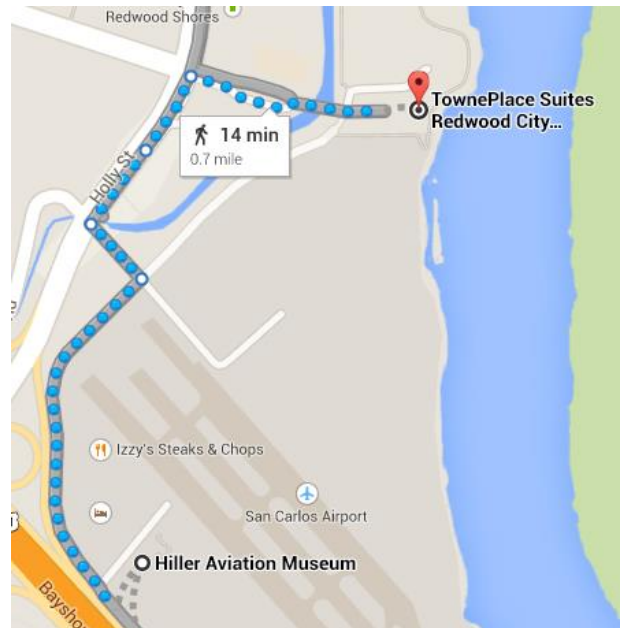 Redwood Shores
TownePlace Suites
Redwood City...
14 min
0.7 mile
Holly St
Izzy's Steaks & Chops
San Carlos Airport
Hiller Aviation Museum
Baysho